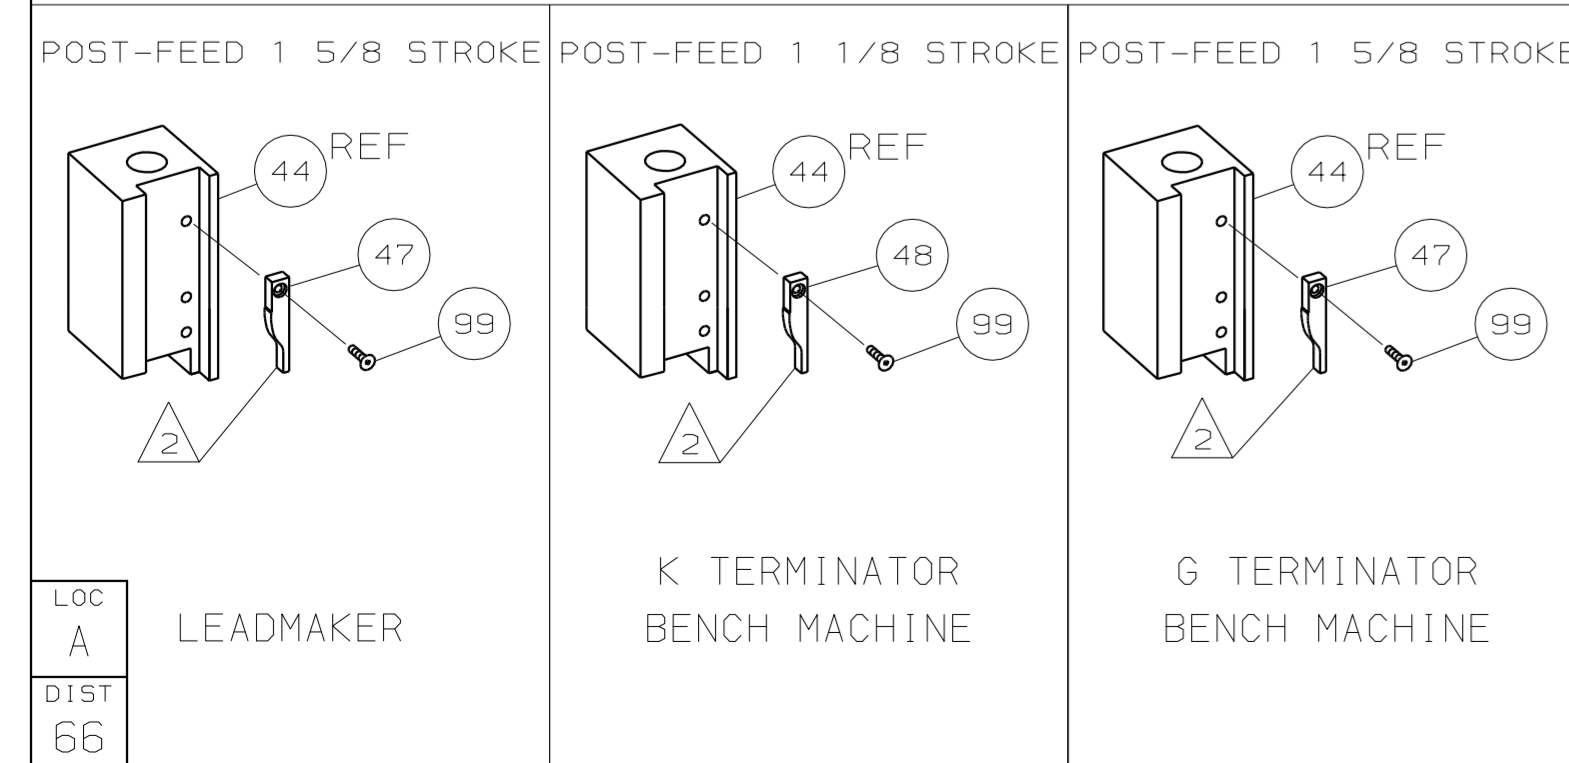 POST-FEED 1 5/8 STROKE
44
REF
47
99
2
LEADMAKER
POST-FEED 1 1/8 STROKE
44
REF
48
99
2
K TERMINATOR
BENCH MACHINE
POST-FEED 1 5/8 STROKE
44
REF
47
99
2
G TERMINATOR
BENCH MACHINE
LOC
A
DIST
66